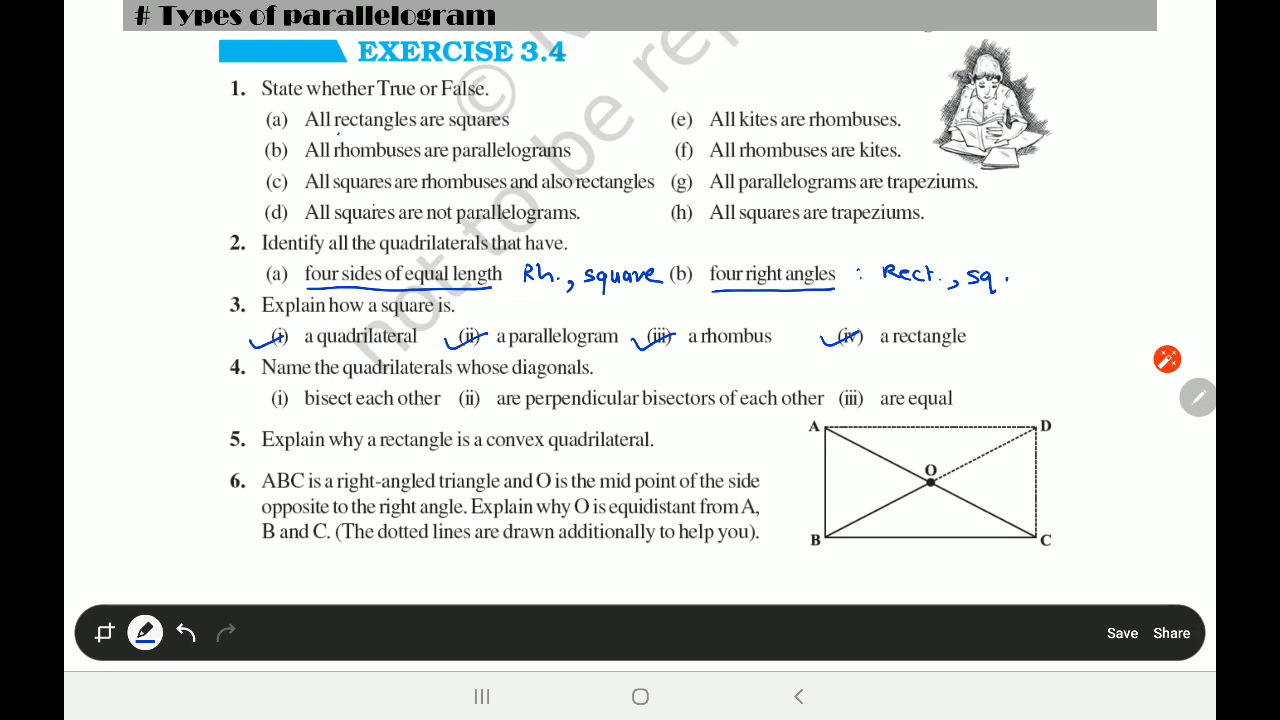 # Types of parallelogram
EXERCISE 3.4
1. State whether True or False.
(a) All rectangles are squares (e) All kites are rhombuses.
(b) All rhombuses are parallelograms (f) All rhombuses are kites.
(c) All squares are rhombuses and also rectangles (g) All parallelograms are trapeziums.
(d) All squares are not parallelograms. (h) All squares are trapeziums.
2. Identify all the quadrilaterals that have.
(a) four sides of equal length Rh., square (b) four right angles : Rect., sq.
3. Explain how a square is.
(i) a quadrilateral (ii) a parallelogram (iii) a rhombus (iv) a rectangle
4. Name the quadrilaterals whose diagonals.
(i) bisect each other (ii) are perpendicular bisectors of each other (iii) are equal
5. Explain why a rectangle is a convex quadrilateral.
6. ABC is a right-angled triangle and O is the mid point of the side
opposite to the right angle. Explain why O is equidistant from A,
B and C. (The dotted lines are drawn additionally to help you).
A D
O
B C
© 
not to be re
Save Share